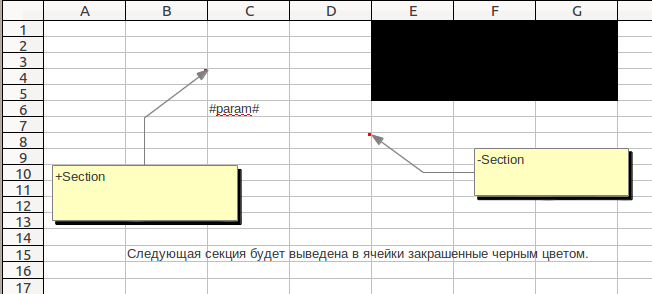 A B C D E F G
1
2
3
4
5
6 #param#
7
8
9 -Section
10 +Section
11
12
13
14
15 Следующая секция будет выведена в ячейки закрашенные черным цветом.
16
17